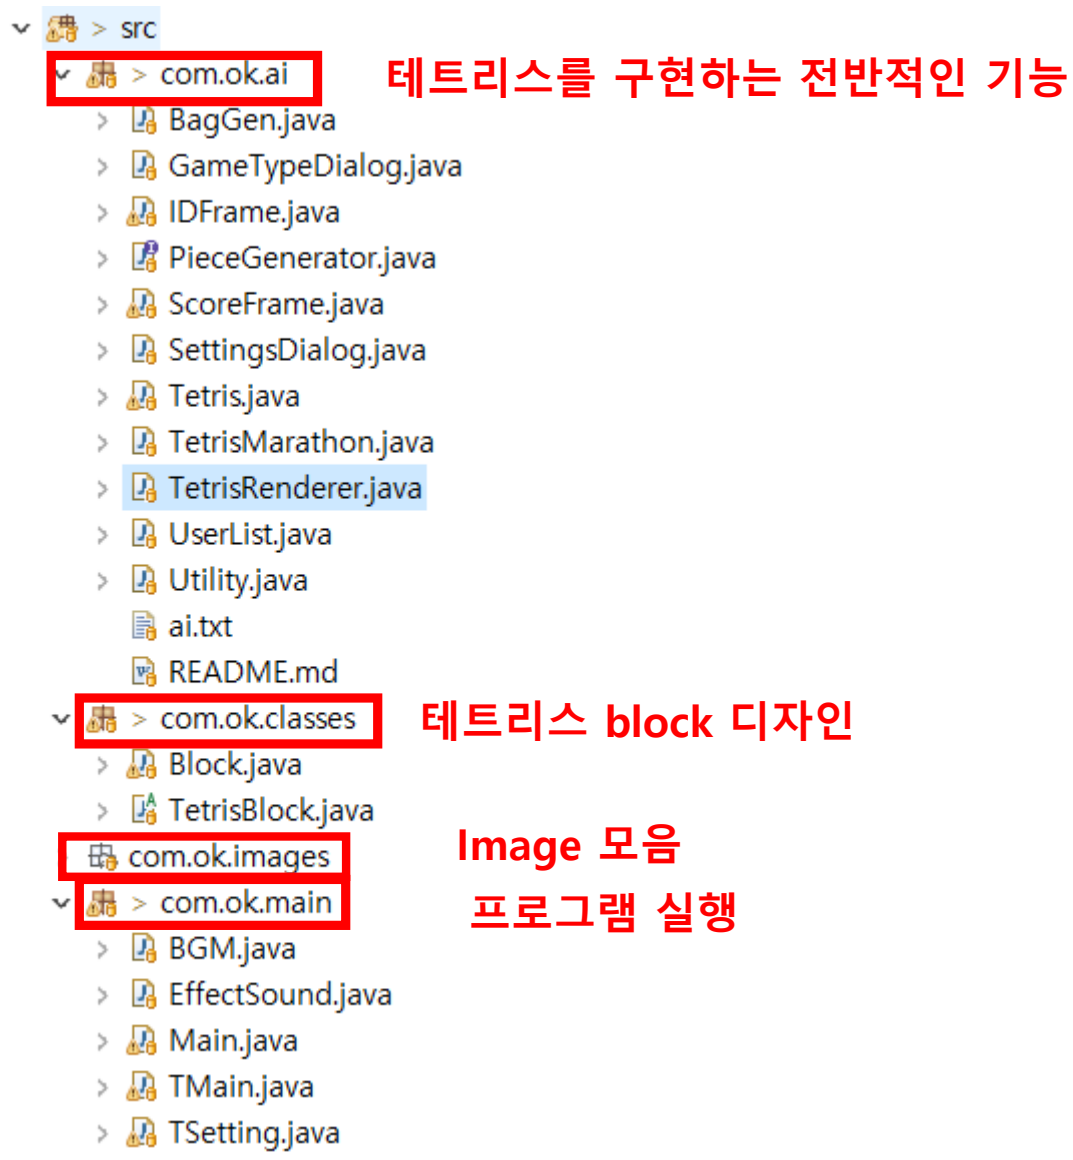 > src
> com.ok.ai 테트리스를 구현하는 전반적인 기능
BagGen.java
GameTypeDialog.java
IDFrame.java
PieceGenerator.java
ScoreFrame.java
SettingsDialog.java
Tetris.java
TetrisMarathon.java
TetrisRenderer.java
UserList.java
Utility.java
ai.txt
README.md
> com.ok.classes 테트리스 block 디자인
Block.java
TetrisBlock.java
com.ok.images Image 모음
> com.ok.main 프로그램 실행
BGM.java
EffectSound.java
Main.java
TMain.java
TSetting.java